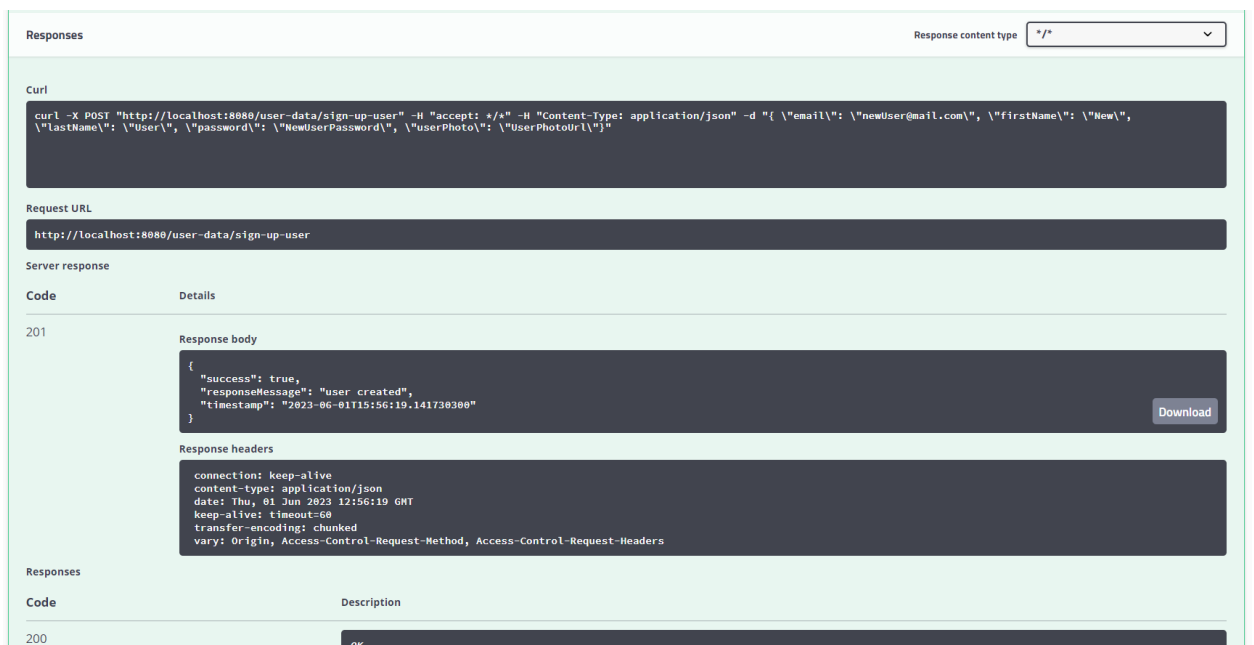 Responses
Response content type */*
Curl
curl -X POST "http://localhost:8080/user-data/sign-up-user" -H "accept: */*" -H "Content-Type: application/json" -d "{ \"email\": \"newUser@mail.com\", \"firstName\": \"New\",
\"lastName\": \"User\", \"password\": \"NewUserPassword\", \"userPhoto\": \"UserPhotoUrl\"}"
Request URL
http://localhost:8080/user-data/sign-up-user
Server response
Code Details
201
Response body
{
  "success": true,
  "responseMessage": "user created",
  "timestamp": "2023-06-01T15:56:19.141730300"
}
Download
Response headers
connection: keep-alive
content-type: application/json
date: Thu, 01 Jun 2023 12:56:19 GMT
keep-alive: timeout=60
transfer-encoding: chunked
vary: Origin, Access-Control-Request-Method, Access-Control-Request-Headers
Responses
Code Description
200
OK